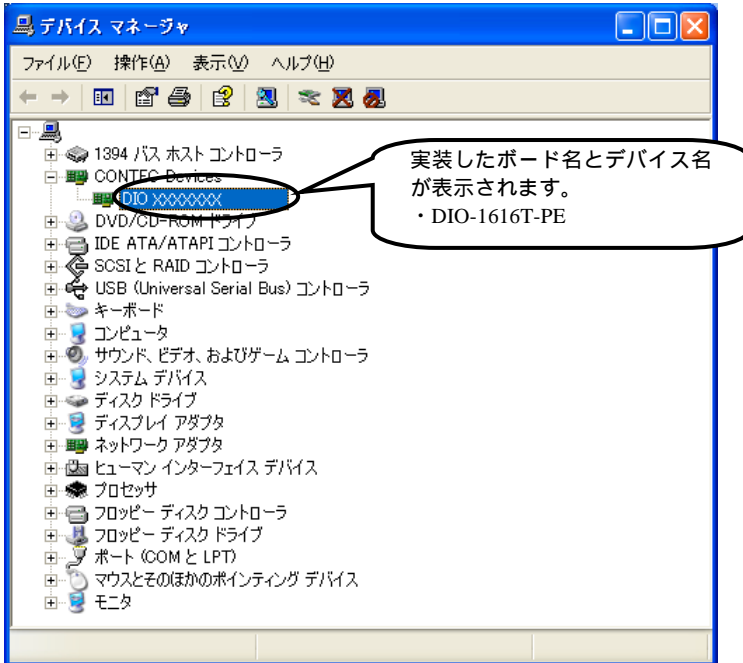 デバイス マネージャ
ファイル(F) 操作(A) 表示(V) ヘルプ(H)
1394 バス ホスト コントローラ
CONTEC Devices
DIO XXXXXXXX
DVD/CD-ROM ドライブ
IDE ATA/ATAPI コントローラ
SCSI と RAID コントローラ
USB (Universal Serial Bus) コントローラ
キーボード
コンピュータ
サウンド、ビデオ、およびゲーム コントローラ
システム デバイス
ディスク ドライブ
ディスプレイ アダプタ
ネットワーク アダプタ
ヒューマン インターフェイス デバイス
プロセッサ
フロッピー ディスク コントローラ
フロッピー ディスク ドライブ
ポート (COM と LPT)
マウスとそのほかのポインティング デバイス
モニタ
実装したボード名とデバイス名
が表示されます。
・DIO-1616T-PE